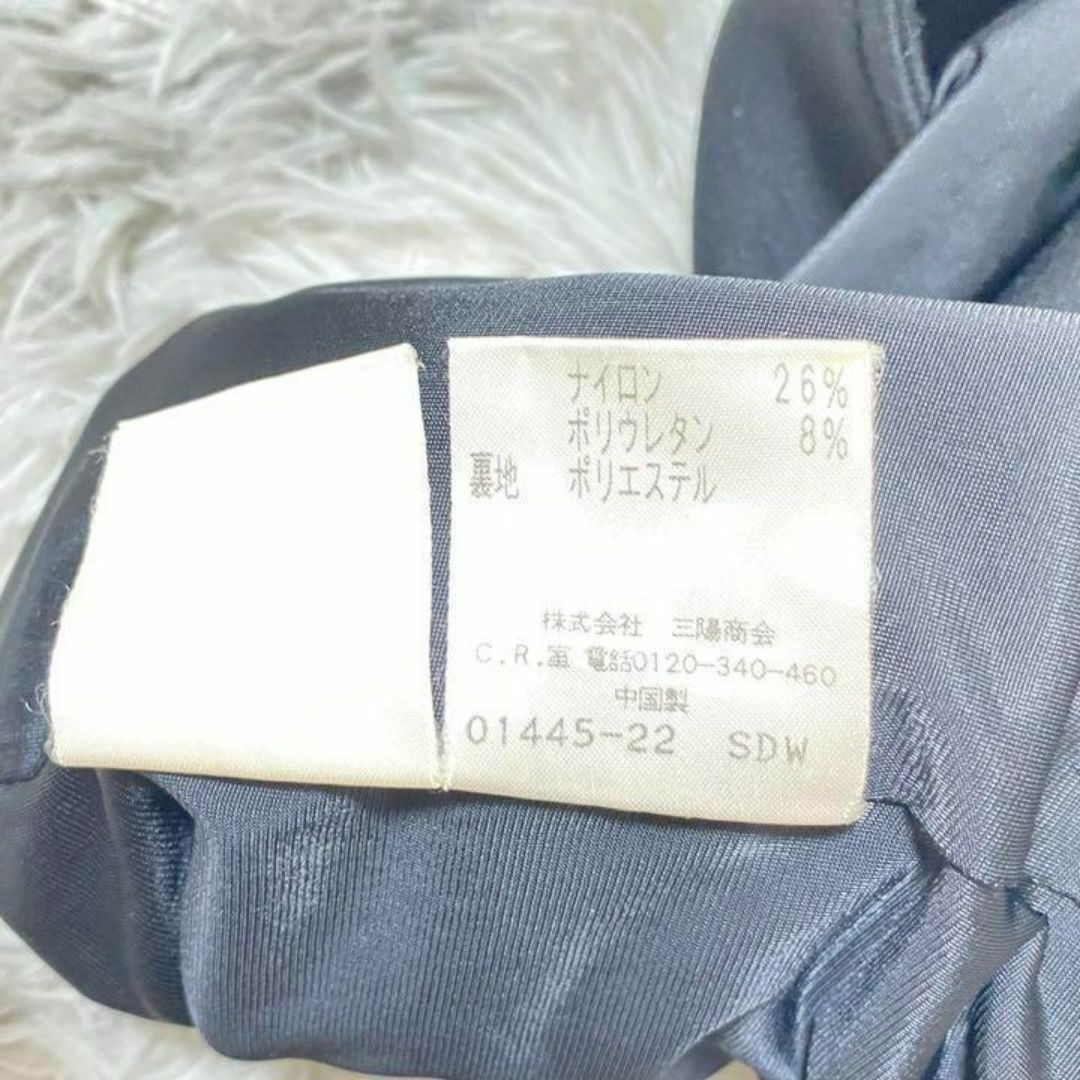 ナイロン 26%
ポリウレタン 8%
裏地 ポリエステル
株式会社 三陽商会
C.R.室 電話0120-340-460
中国製
01445-22 SDW